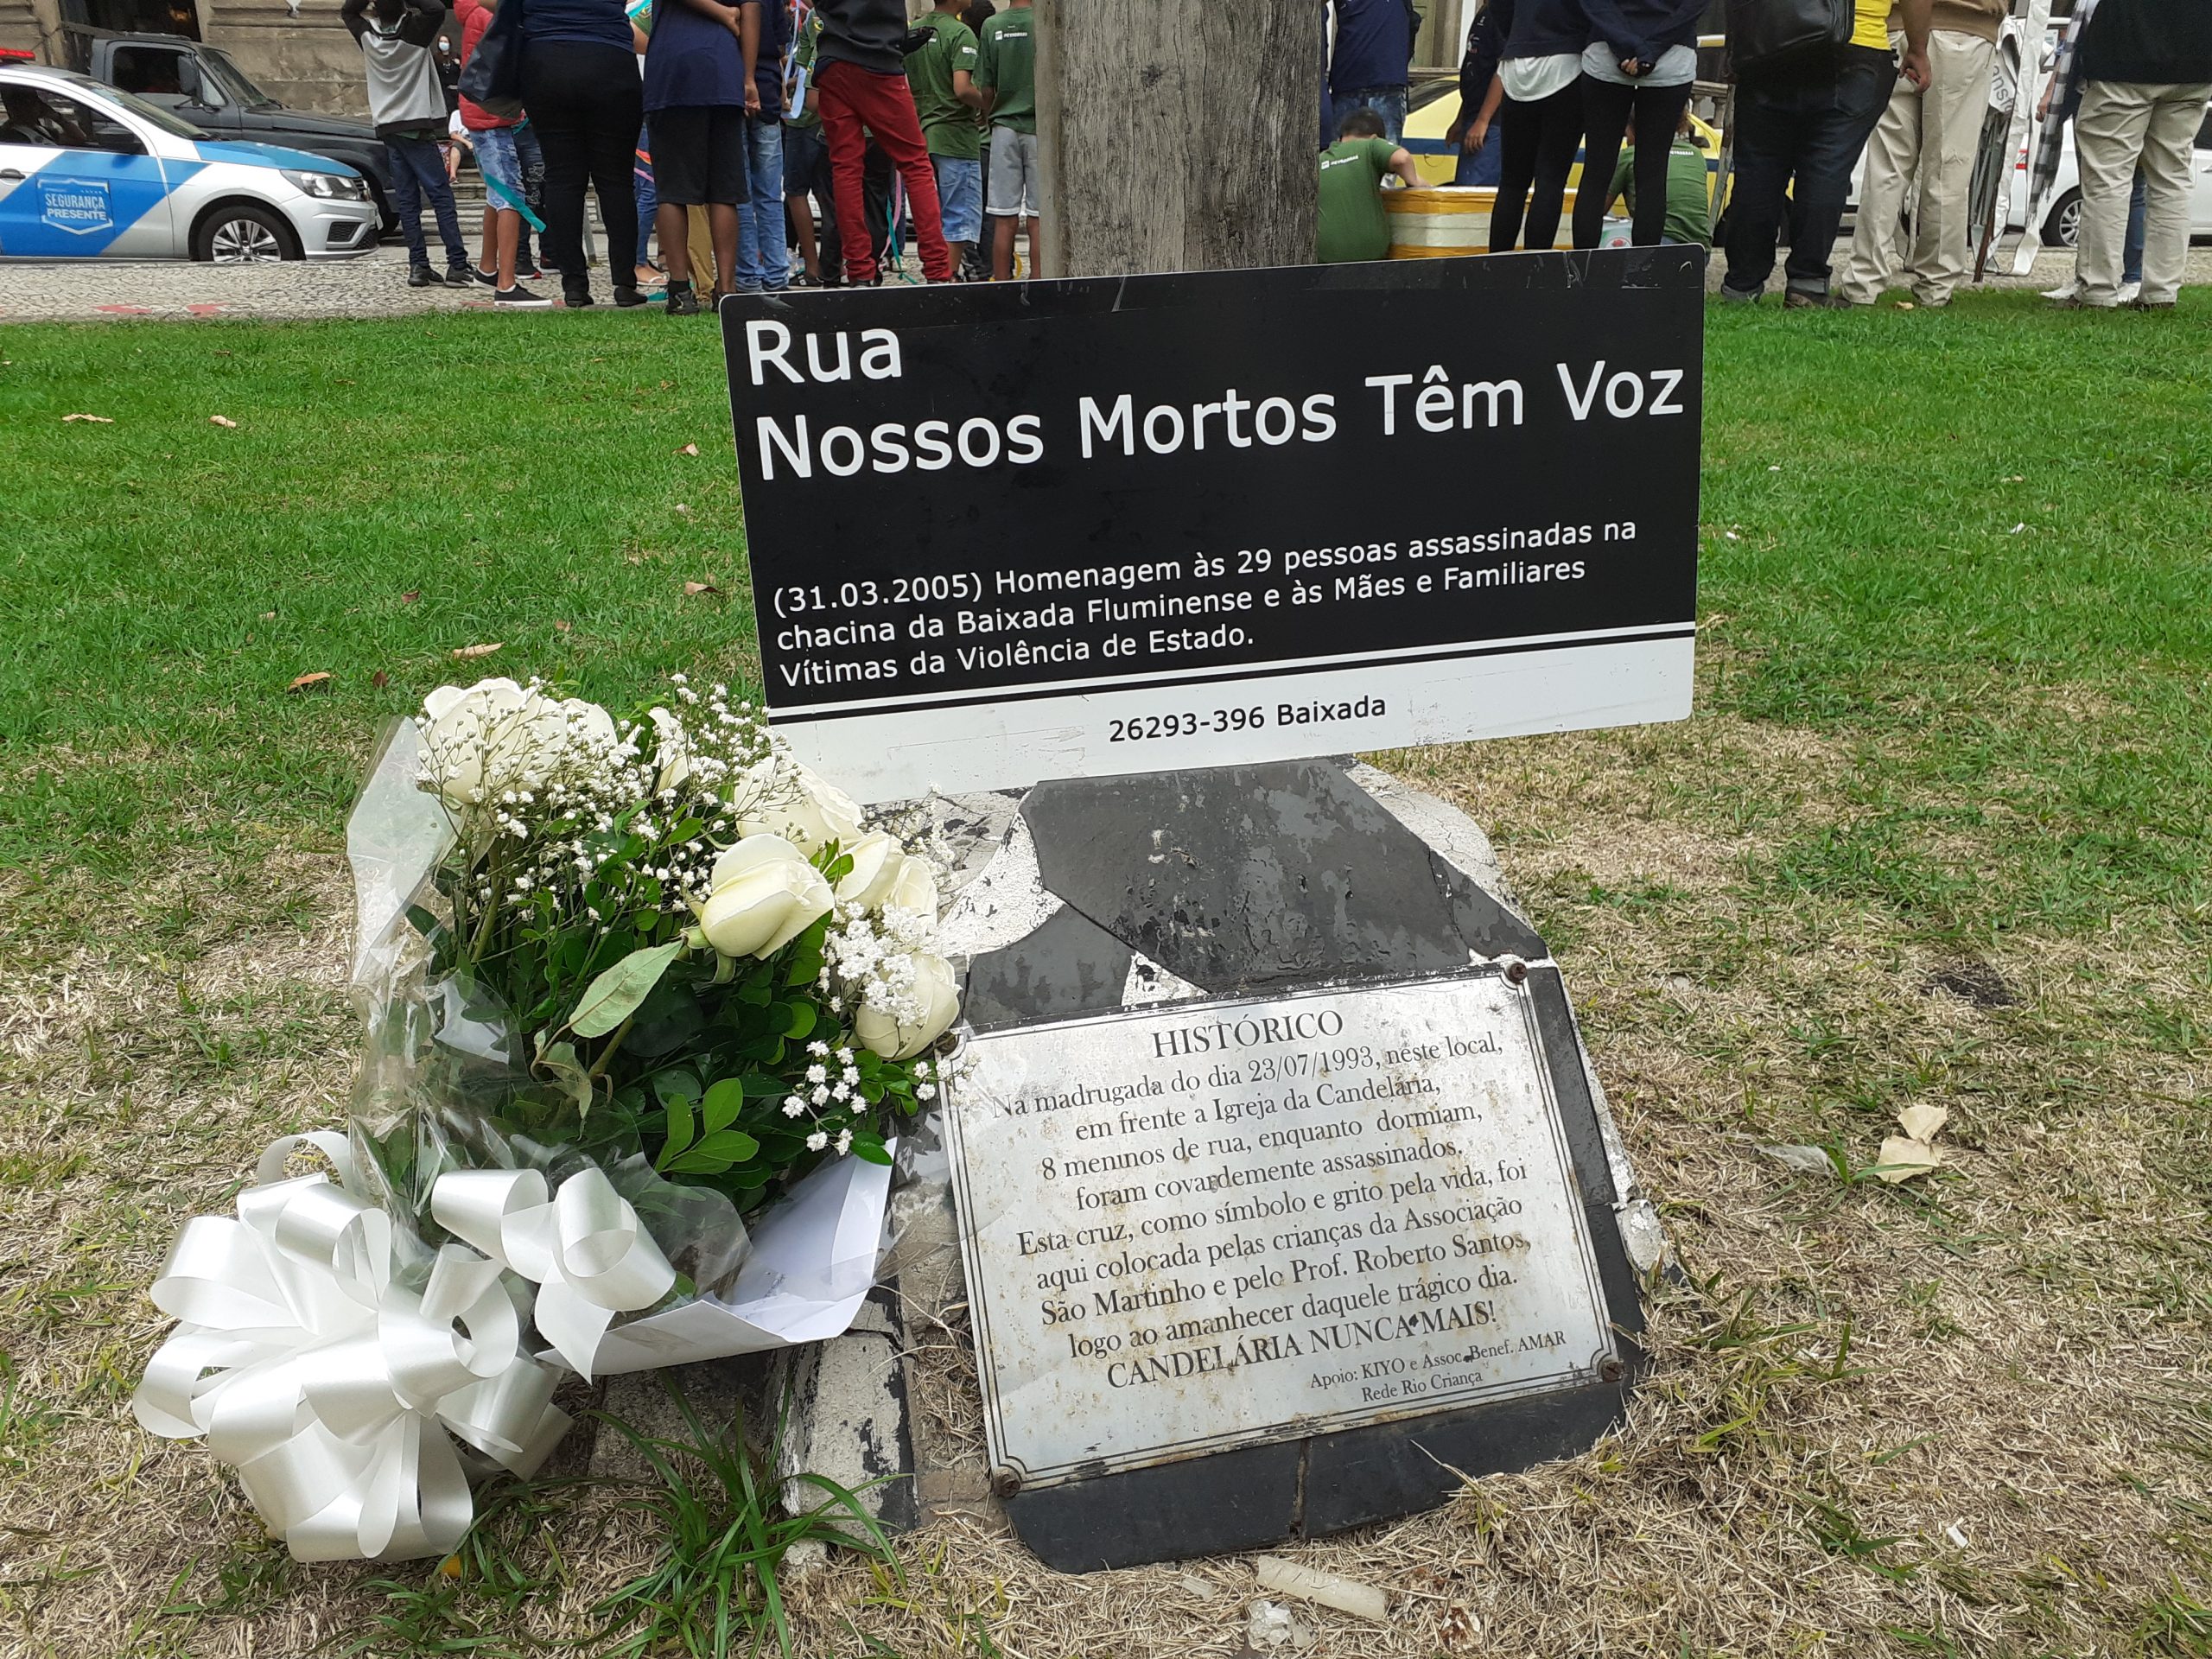 SEGURANÇA
PRESENTE
PETROBRAS
PETROBRAS
PETROBRAS
Rua
Nossos Mortos Têm Voz
(31.03.2005) Homenagem às 29 pessoas assassinadas na
chacina da Baixada Fluminense e às Mães e Familiares
Vítimas da Violência de Estado.
26293-396 Baixada
HISTÓRICO
Na madrugada do dia 23/07/1993, neste local,
em frente a Igreja da Candelária,
8 meninos de rua, enquanto dormiam,
foram covardemente assassinados.
Esta cruz, como símbolo e grito pela vida, foi
aqui colocada pelas crianças da Associação
São Martinho e pelo Prof. Roberto Santos,
logo ao amanhecer daquele trágico dia.
CANDELÁRIA NUNCA MAIS!
Apoio: KIYO e Assoc. Benef. AMAR
Rede Rio Criança